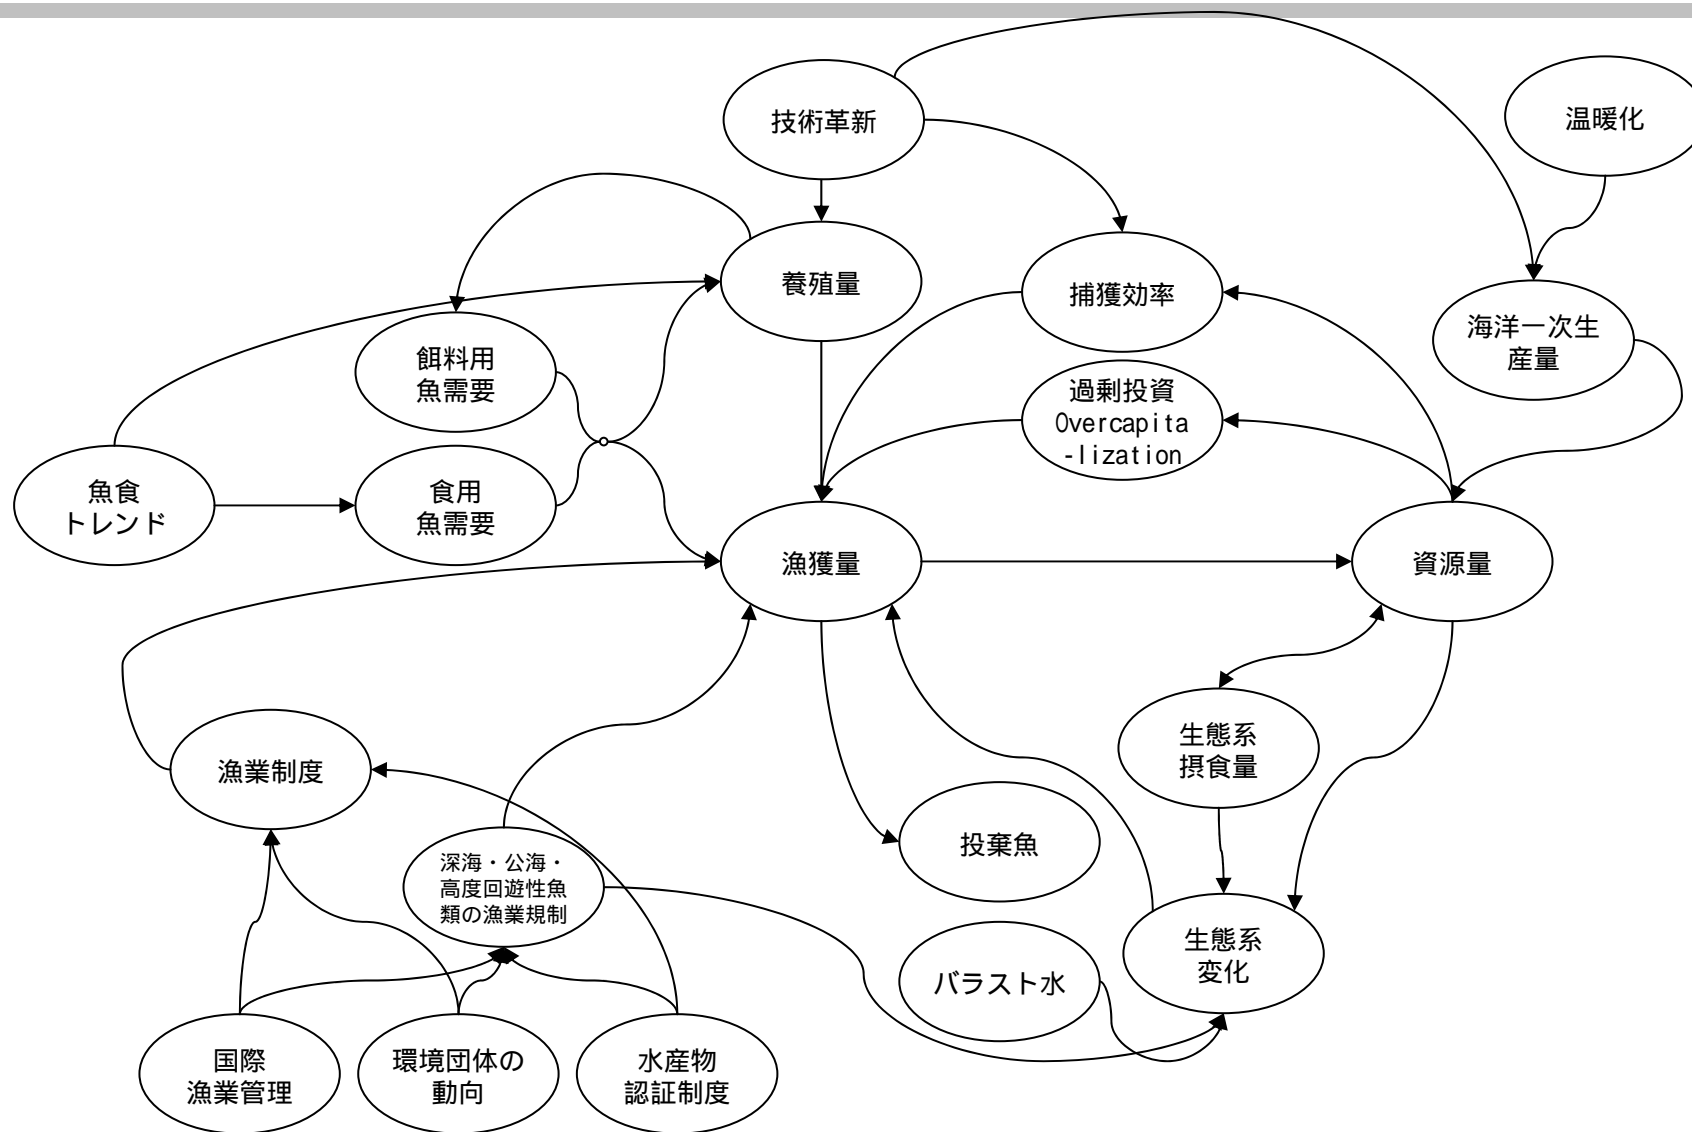 技術革新
温暖化
養殖量
捕獲効率
海洋一次生
産量
餌料用
魚需要
過剰投資
Overcapita
-lization
魚食
トレンド
食用
魚需要
漁獲量
資源量
生態系
摂食量
漁業制度
投棄魚
深海・公海・
高度回遊性魚
類の漁業規制
生態系
変化
バラスト水
国際
漁業管理
環境団体の
動向
水産物
認証制度